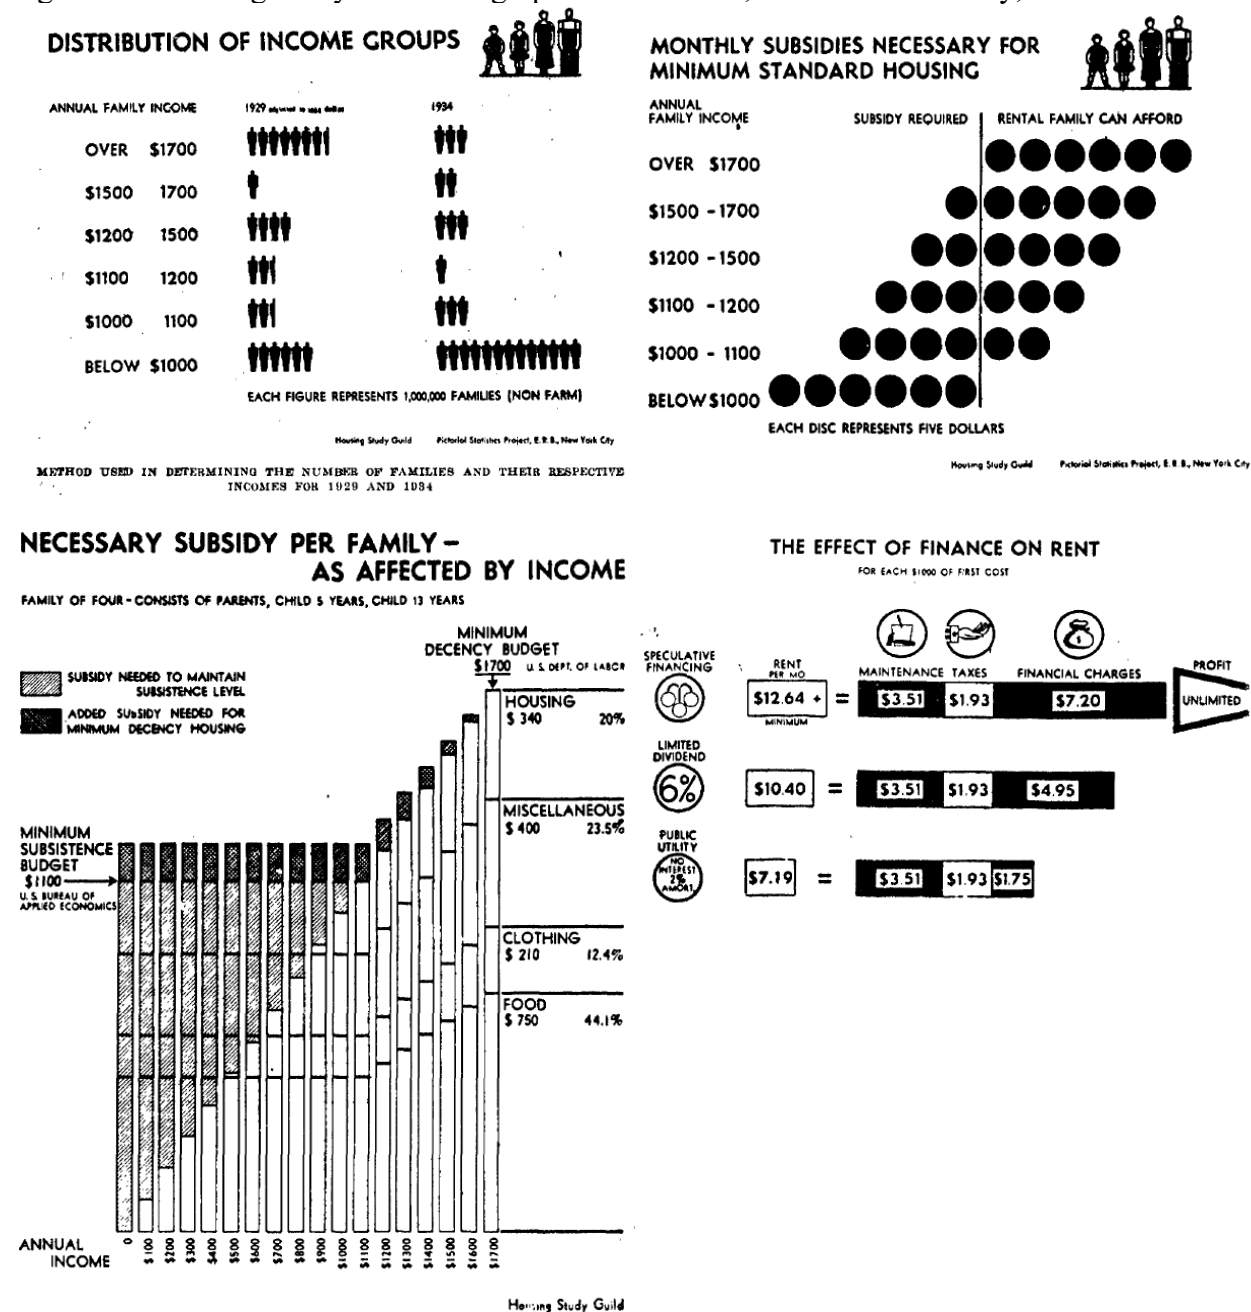 DISTRIBUTION OF INCOME GROUPS
ANNUAL FAMILY INCOME 1929 1934
OVER $1700
$1500 1700
$1200 1500
$1100 1200
$1000 1100
BELOW $1000
EACH FIGURE REPRESENTS 1,000,000 FAMILIES (NON FARM)
Housing Study Guild Pictorial Statistics Project, E.R.B., New York City
METHOD USED IN DETERMINING THE NUMBER OF FAMILIES AND THEIR RESPECTIVE
INCOMES FOR 1929 AND 1934
MONTHLY SUBSIDIES NECESSARY FOR
MINIMUM STANDARD HOUSING
ANNUAL
FAMILY INCOME SUBSIDY REQUIRED RENTAL FAMILY CAN AFFORD
OVER $1700
$1500 - 1700
$1200 - 1500
$1100 - 1200
$1000 - 1100
BELOW $1000
EACH DISC REPRESENTS FIVE DOLLARS
Housing Study Guild Pictorial Statistics Project, E.R.B., New York City
NECESSARY SUBSIDY PER FAMILY –
AS AFFECTED BY INCOME
FAMILY OF FOUR - CONSISTS OF PARENTS, CHILD 5 YEARS, CHILD 13 YEARS
SUBSIDY NEEDED TO MAINTAIN
SUBSISTENCE LEVEL
ADDED SUBSIDY NEEDED FOR
MINIMUM DECENCY HOUSING
MINIMUM
DECENCY BUDGET
$1700 U.S. DEPT. OF LABOR
HOUSING
$ 340 20%
MISCELLANEOUS
$ 400 23.5%
CLOTHING
$ 210 12.4%
FOOD
$ 750 44.1%
MINIMUM
SUBSISTENCE
BUDGET
$1100
U.S. BUREAU OF
APPLIED ECONOMICS
ANNUAL
INCOME
0 $100 $200 $300 $400 $500 $600 $700 $800 $900 $1000 $1100 $1200 $1300 $1400 $1500 $1600 $1700
Housing Study Guild
THE EFFECT OF FINANCE ON RENT
FOR EACH $1000 OF FIRST COST
SPECULATIVE
FINANCING
RENT
PER MO
MAINTENANCE TAXES FINANCIAL CHARGES PROFIT
$12.64 + = $3.51 $1.93 $7.20 UNLIMITED
MINIMUM
LIMITED
DIVIDEND
6% $10.40 = $3.51 $1.93 $4.95
PUBLIC
UTILITY
NO
INTEREST
2%
AMORT.
$7.19 = $3.51 $1.93 $1.75